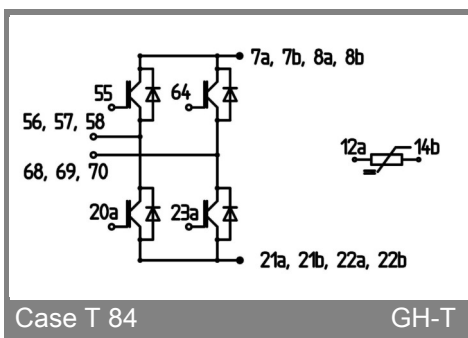 7a, 7b, 8a, 8b
55
64
56, 57, 58
12a
14b
68, 69, 70
20a
23a
21a, 21b, 22a, 22b
Case T 84
GH-T